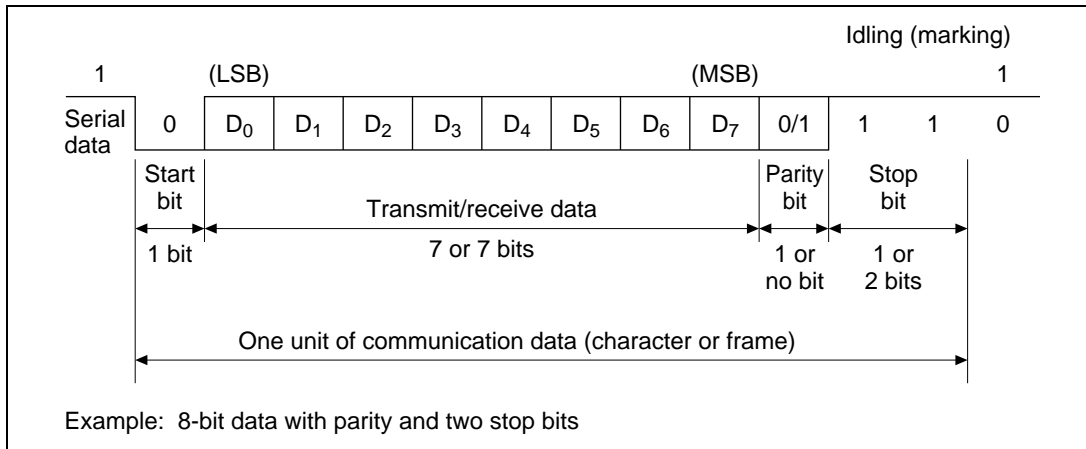 Idling (marking)
1 (LSB) (MSB) 1
Serial data 0 D0 D1 D2 D3 D4 D5 D6 D7 0/1 1 1 0
Start bit Parity bit Stop bit
Transmit/receive data
1 bit 7 or 7 bits 1 or no bit 1 or 2 bits
One unit of communication data (character or frame)
Example: 8-bit data with parity and two stop bits